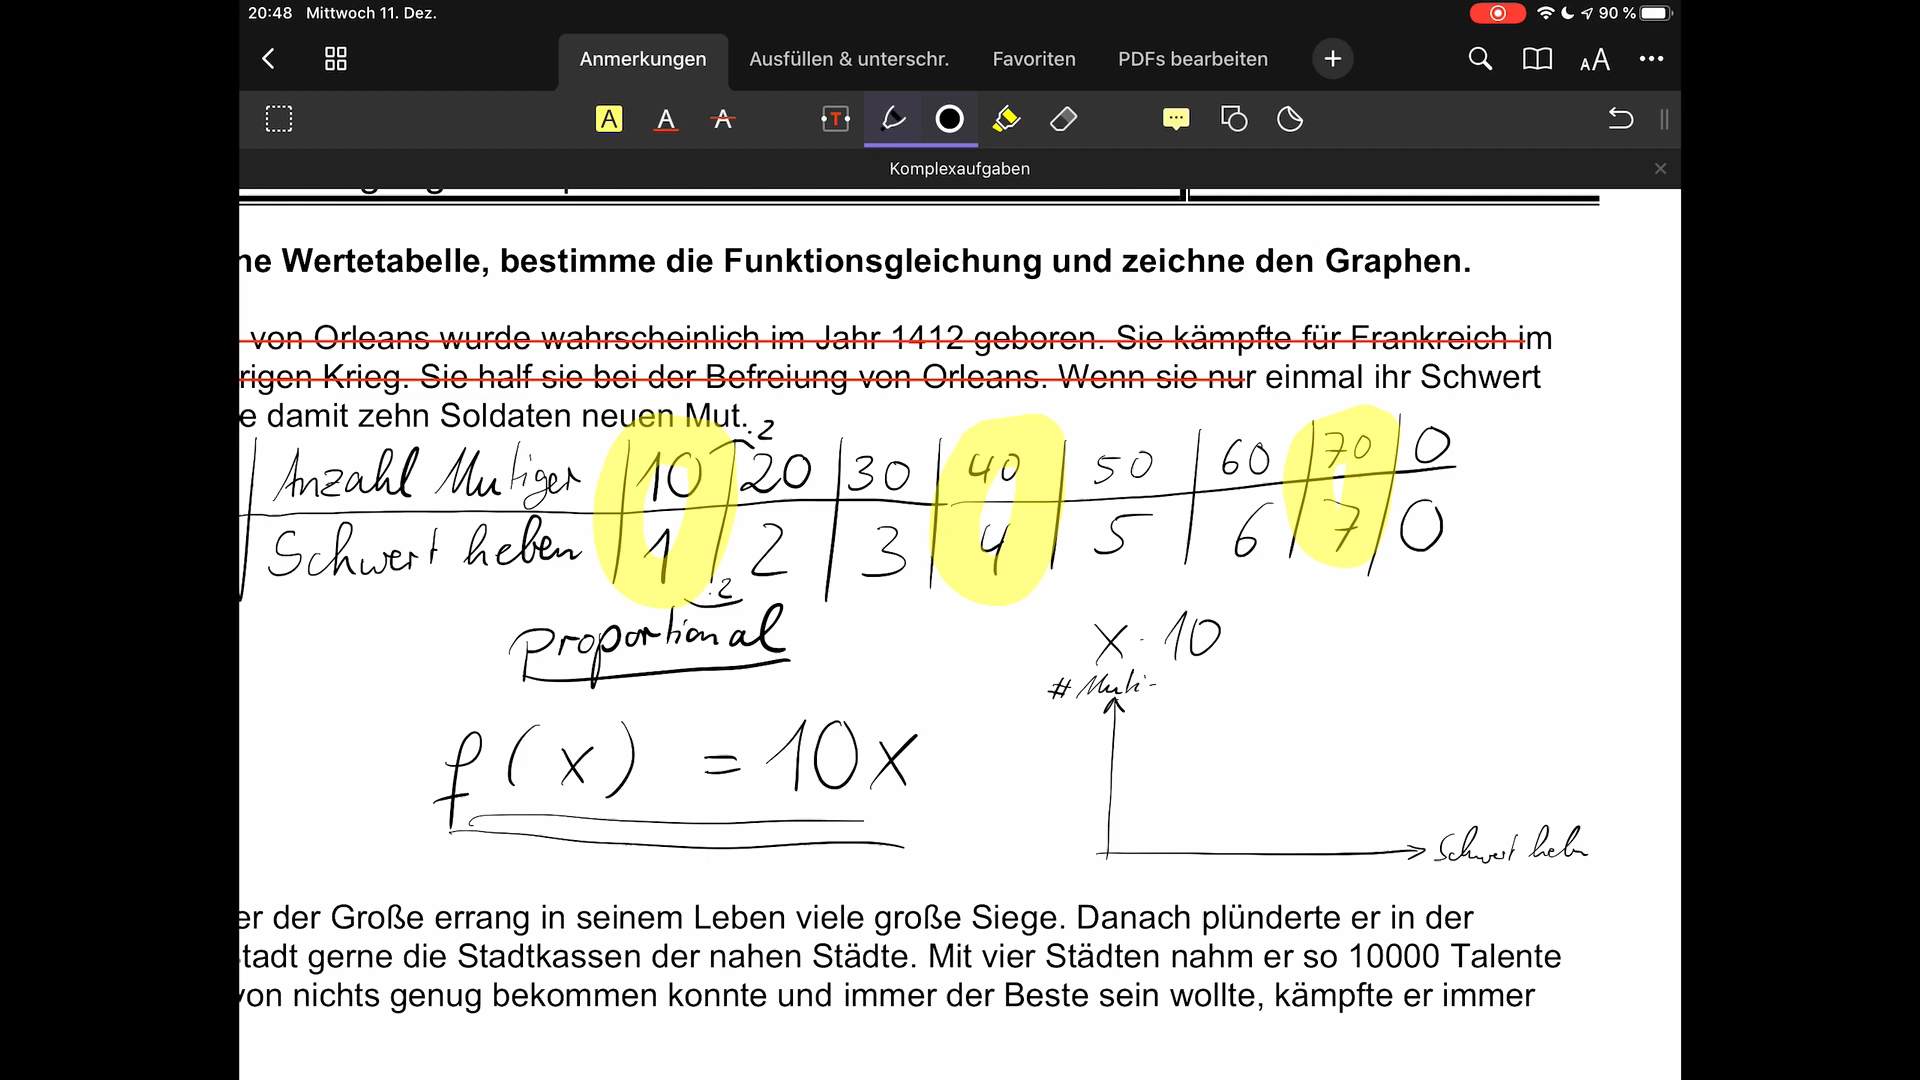 20:48 Mittwoch 11. Dez. 90 %
Anmerkungen Ausfüllen & unterschr. Favoriten PDFs bearbeiten
Komplexaufgaben
ne Wertetabelle, bestimme die Funktionsgleichung und zeichne den Graphen.
von Orleans wurde wahrscheinlich im Jahr 1412 geboren. Sie kämpfte für Frankreich im
rigen Krieg. Sie half sie bei der Befreiung von Orleans. Wenn sie nur einmal ihr Schwert
e damit zehn Soldaten neuen Mut.
·2
Anzahl Mutiger 10 20 30 40 50 60 70 0
Schwert heben 1 2 3 4 5 6 7 0
·2
proportional
x · 10
# Muti-
f(x) = 10x
Schwert heben
er der Große errang in seinem Leben viele große Siege. Danach plünderte er in der
tadt gerne die Stadtkassen der nahen Städte. Mit vier Städten nahm er so 10000 Talente
von nichts genug bekommen konnte und immer der Beste sein wollte, kämpfte er immer